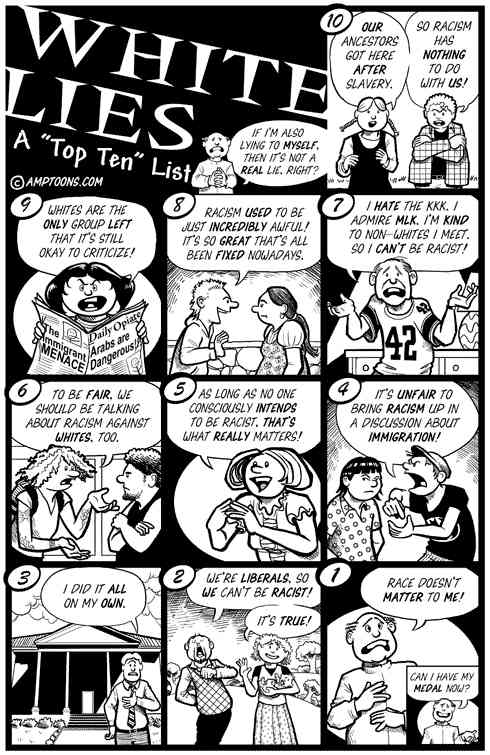 WHITE
LIES
A "Top Ten" List
© AMPTOONS.COM
IF I'M ALSO
LYING TO MYSELF,
THEN IT'S NOT A
REAL LIE, RIGHT?
10
OUR
ANCESTORS
GOT HERE
AFTER
SLAVERY.
SO RACISM
HAS
NOTHING
TO DO
WITH US!
9
WHITES ARE THE
ONLY GROUP LEFT
THAT IT'S STILL
OKAY TO CRITICIZE!
The
Immigrant
MENACE
Daily Opiate
Arabs are
Dangerous!
8
RACISM USED TO BE
JUST INCREDIBLY AWFUL!
IT'S SO GREAT THAT'S ALL
BEEN FIXED NOWADAYS.
7
I HATE THE KKK. I
ADMIRE MLK. I'M KIND
TO NON-WHITES I MEET.
SO I CAN'T BE RACIST!
42
6
TO BE FAIR, WE
SHOULD BE TALKING
ABOUT RACISM AGAINST
WHITES, TOO.
5
AS LONG AS NO ONE
CONSCIOUSLY INTENDS
TO BE RACIST, THAT'S
WHAT REALLY MATTERS!
4
IT'S UNFAIR TO
BRING RACISM UP IN
A DISCUSSION ABOUT
IMMIGRATION!
3
I DID IT ALL
ON MY OWN.
2
WE'RE LIBERALS, SO
WE CAN'T BE RACIST!
IT'S TRUE!
1
RACE DOESN'T
MATTER TO ME!
CAN I HAVE MY
MEDAL NOW?